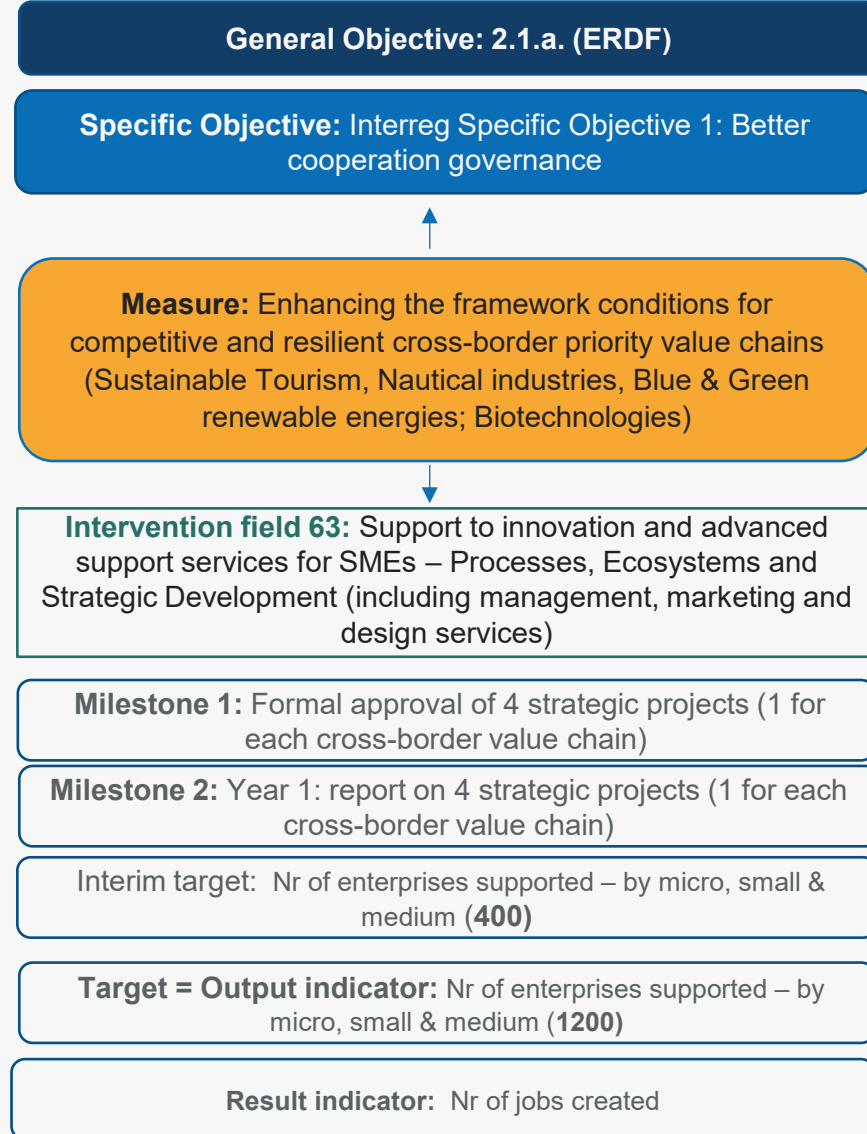 General Objective: 2.1.a. (ERDF)
Specific Objective: Interreg Specific Objective 1: Better
cooperation governance
Measure: Enhancing the framework conditions for
competitive and resilient cross-border priority value chains
(Sustainable Tourism, Nautical industries, Blue & Green
renewable energies; Biotechnologies)
Intervention field 63: Support to innovation and advanced
support services for SMEs – Processes, Ecosystems and
Strategic Development (including management, marketing and
design services)
Milestone 1: Formal approval of 4 strategic projects (1 for
each cross-border value chain)
Milestone 2: Year 1: report on 4 strategic projects (1 for each
cross-border value chain)
Interim target: Nr of enterprises supported – by micro, small &
medium (400)
Target = Output indicator: Nr of enterprises supported – by
micro, small & medium (1200)
Result indicator: Nr of jobs created